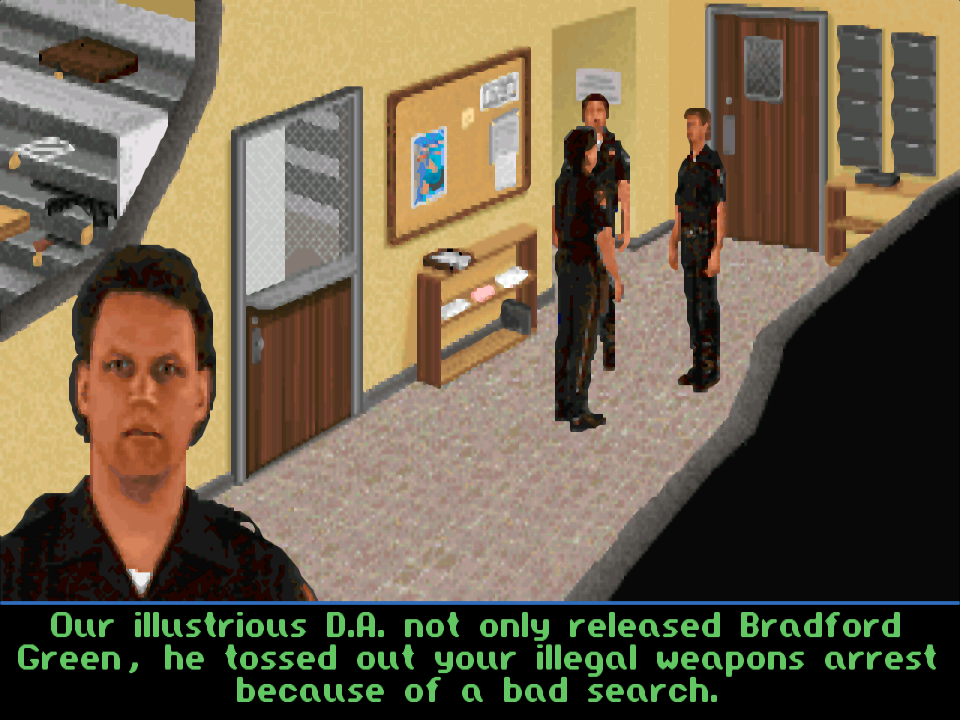 Our illustrious D.A. not only released Bradford
Green, he tossed out your illegal weapons arrest
because of a bad search.